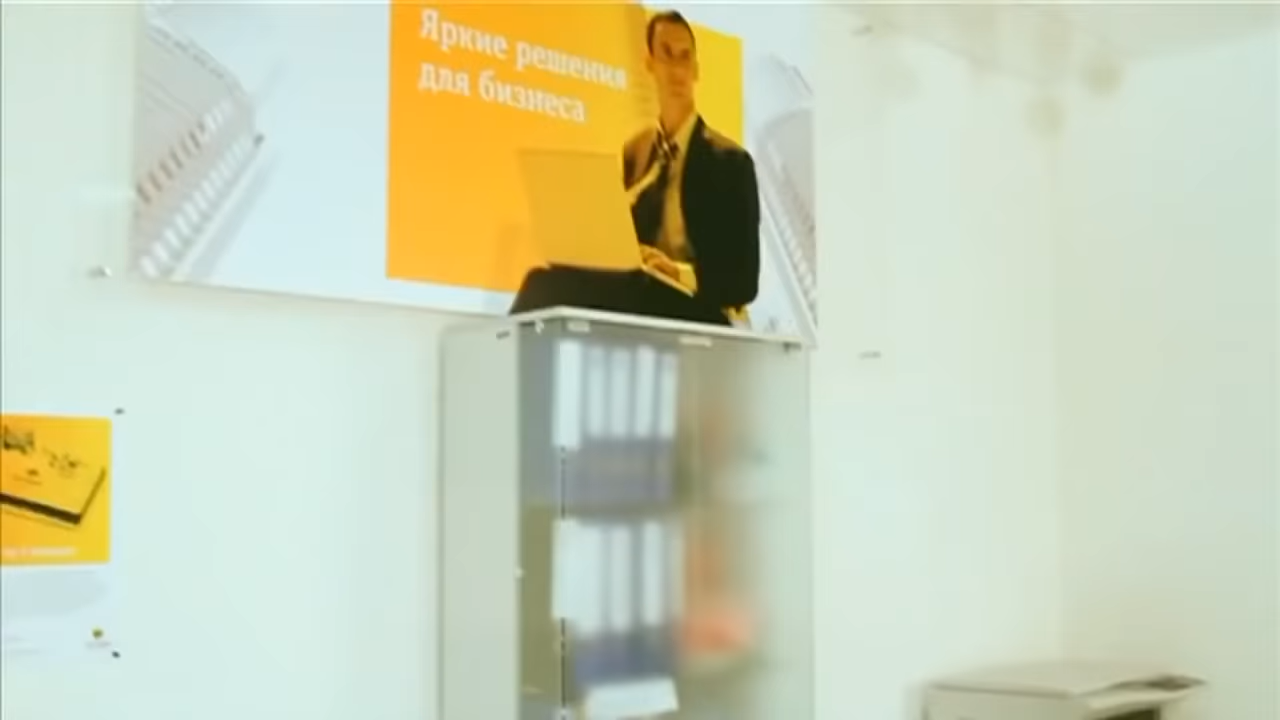 Яркие решения
для бизнеса